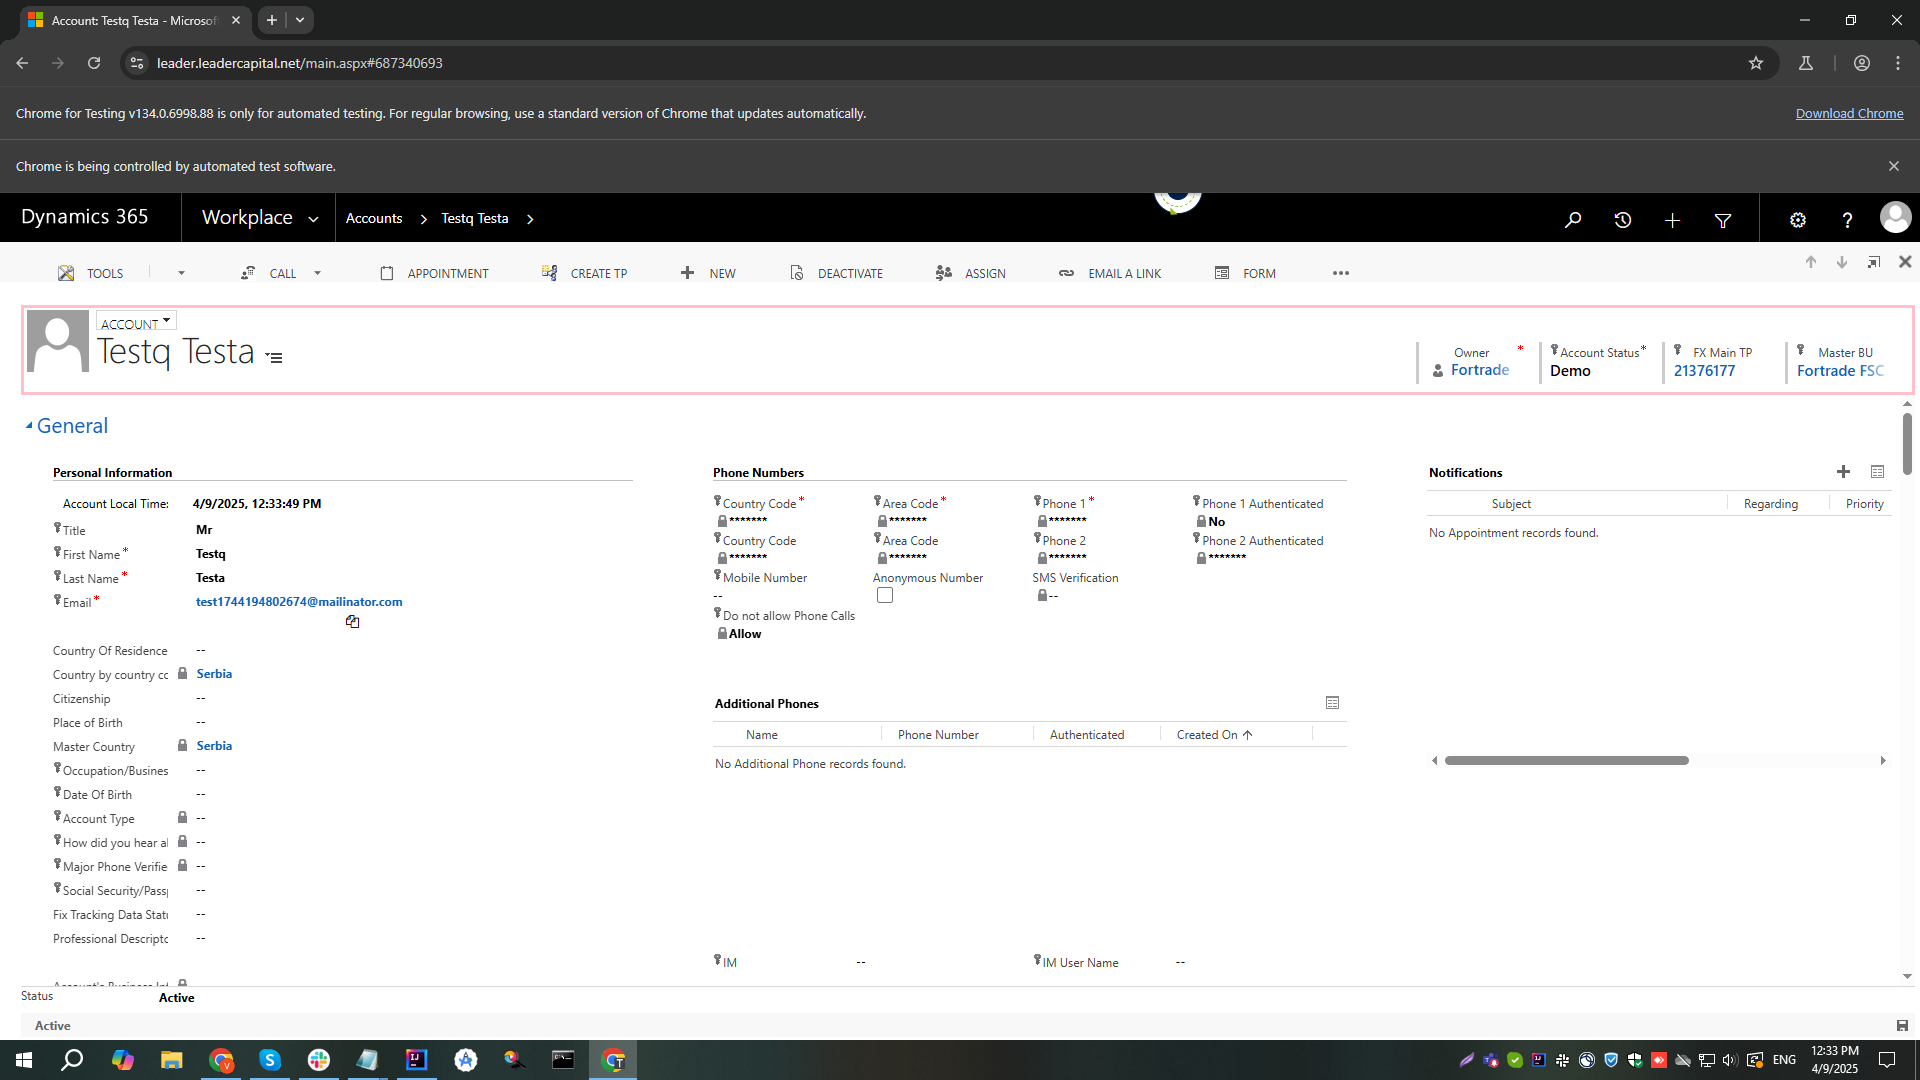 Account: Testq Testa - Microsof
leader.leadercapital.net/main.aspx#687340693
Chrome for Testing v134.0.6998.88 is only for automated testing. For regular browsing, use a standard version of Chrome that updates automatically.
Download Chrome
Chrome is being controlled by automated test software.
Dynamics 365
Workplace
Accounts
Testq Testa
TOOLS
CALL
APPOINTMENT
CREATE TP
NEW
DEACTIVATE
ASSIGN
EMAIL A LINK
FORM
ACCOUNT
Testq Testa
Owner *
Fortrade
Account Status *
Demo
FX Main TP
21376177
Master BU
Fortrade FSC
General
Personal Information
Account Local Time: 4/9/2025, 12:33:49 PM
Title Mr
First Name * Testq
Last Name * Testa
Email * test1744194802674@mailinator.com
Country Of Residence --
Country by country cc Serbia
Citizenship --
Place of Birth --
Master Country Serbia
Occupation/Busines --
Date Of Birth --
Account Type --
How did you hear a --
Major Phone Verifie --
Social Security/Pass --
Fix Tracking Data Stat --
Professional Descripto --
Phone Numbers
Country Code * Area Code * Phone 1 * Phone 1 Authenticated
******* ******* ******* No
Country Code Area Code Phone 2 Phone 2 Authenticated
******* ******* ******* *******
Mobile Number Anonymous Number SMS Verification
-- --
Do not allow Phone Calls
Allow
Additional Phones
Name Phone Number Authenticated Created On
No Additional Phone records found.
IM -- IM User Name --
Notifications
Subject Regarding Priority
No Appointment records found.
Status Active
Active
ENG
12:33 PM
4/9/2025